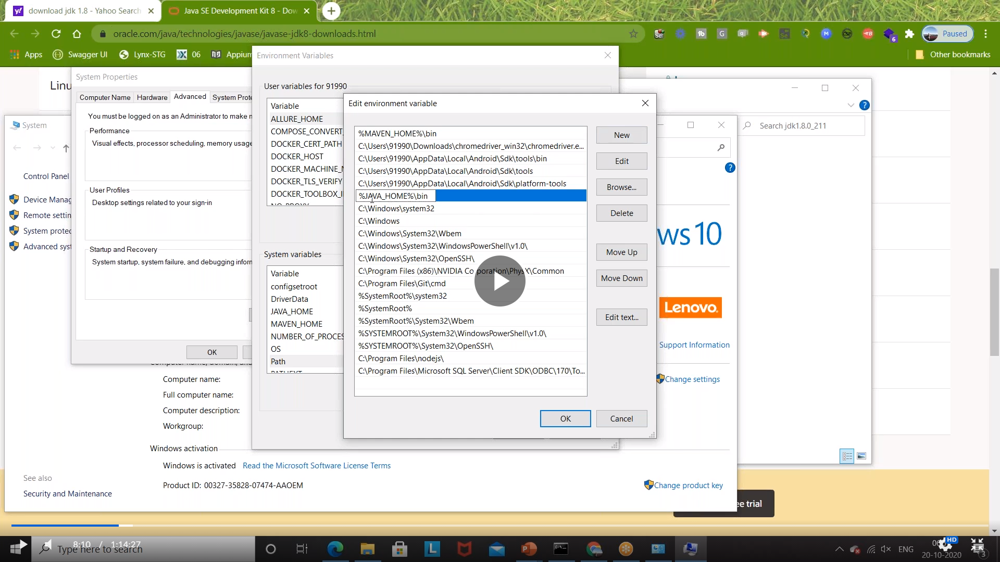 download jdk 1.8 - Yahoo Search
Java SE Development Kit 8 - Dow
oracle.com/java/technologies/javase/javase-jdk8-downloads.html
Paused
Apps
Swagger UI
Lynx-STG
06
Appium
Other bookmarks
Environment Variables
System Properties
Linu
Computer Name
Hardware
Advanced
System Prote
You must be logged on as an Administrator to make m
Performance
Visual effects, processor scheduling, memory usage
User Profiles
Desktop settings related to your sign-in
Startup and Recovery
System startup, system failure, and debugging inform
OK
User variables for 91990
Variable
ALLURE_HOME
COMPOSE_CONVERT_
DOCKER_CERT_PATH
DOCKER_HOST
DOCKER_MACHINE_N
DOCKER_TLS_VERIFY
DOCKER_TOOLBOX_I
System variables
Variable
configsetroot
DriverData
JAVA_HOME
MAVEN_HOME
NUMBER_OF_PROCES
OS
Path
Edit environment variable
%MAVEN_HOME%\bin
C:\Users\91990\Downloads\chromedriver_win32\chromedriver.e...
C:\Users\91990\AppData\Local\Android\Sdk\tools\bin
C:\Users\91990\AppData\Local\Android\Sdk\tools
C:\Users\91990\AppData\Local\Android\Sdk\platform-tools
%JAVA_HOME%\bin
C:\Windows\system32
C:\Windows
C:\Windows\System32\Wbem
C:\Windows\System32\WindowsPowerShell\v1.0\
C:\Windows\System32\OpenSSH\
C:\Program Files (x86)\NVIDIA Corporation\PhysX\Common
C:\Program Files\Git\cmd
%SystemRoot%\system32
%SystemRoot%
%SystemRoot%\System32\Wbem
%SYSTEMROOT%\System32\WindowsPowerShell\v1.0\
%SYSTEMROOT%\System32\OpenSSH\
C:\Program Files\nodejs\
C:\Program Files\Microsoft SQL Server\Client SDK\ODBC\170\To...
New
Edit
Browse...
Delete
Move Up
Move Down
Edit text...
OK
Cancel
System
Control Panel
Device Manag
Remote settin
System protec
Advanced syst
See also
Security and Maintenance
Search jdk1.8.0_211
ws 10
Lenovo
Support Information
Change settings
Computer name:
Full computer name:
Computer description:
Workgroup:
Windows activation
Windows is activated
Read the Microsoft Software License Terms
Product ID: 00327-35828-07474-AAOEM
Change product key
ee trial
8:10 / 1:14:27
Type here to search
ENG
20-10-2020
HD
3